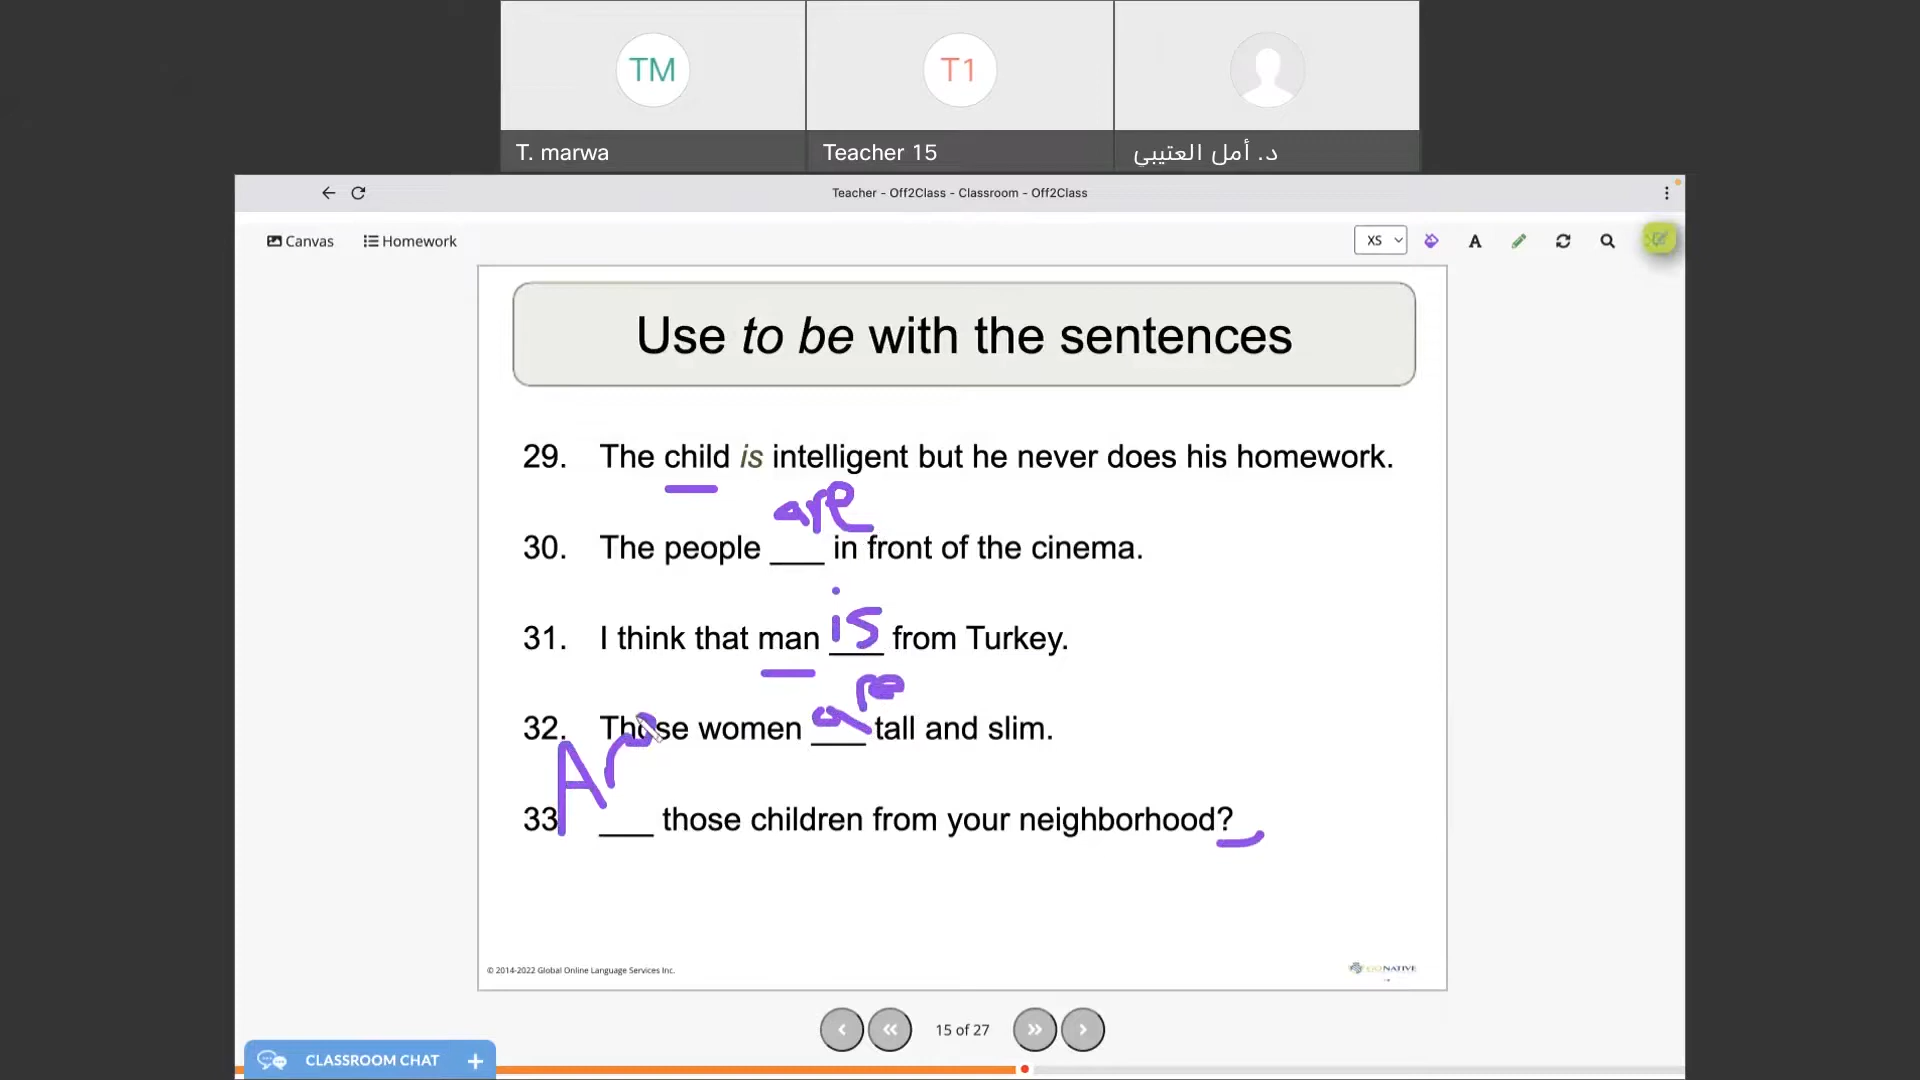 TM
T1
T. marwa
Teacher 15
د. أمل العتيبي
Teacher - Off2Class - Classroom - Off2Class
Canvas
Homework
XS
A
Use to be with the sentences
29. The child is intelligent but he never does his homework.
are
30. The people ___ in front of the cinema.
31. I think that man is from Turkey.
32. Those women are tall and slim.
Are
33 ___ those children from your neighborhood?
© 2014-2022 Global Online Language Services Inc.
GONATIVE
15 of 27
CLASSROOM CHAT +